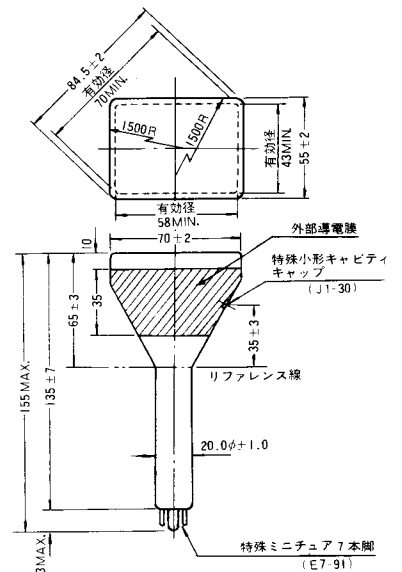 84.5±2
有効径
70MIN.
1500R
1500R
有効径
43MIN.
55±2
有効径
58MIN.
70±2
10
外部導電膜
特殊小形キャビティ
キャップ
(J1-30)
65±3
35
35±3
リファレンス線
155MAX.
135±7
20.0φ±1.0
特殊ミニチュア7本脚
(E7-91)
3MAX.